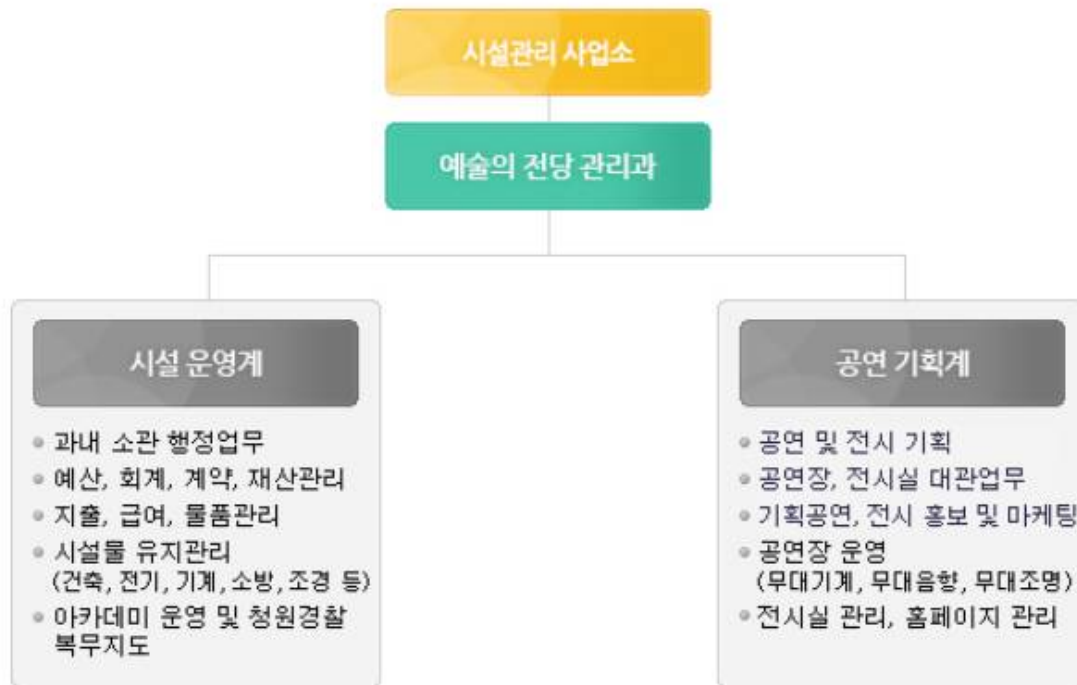 시설관리 사업소
예술의 전당 관리과
시설 운영계
과내 소관 행정업무
예산, 회계, 계약, 재산관리
지출, 급여, 물품관리
시설물 유지관리
(건축, 전기, 기계, 소방, 조경 등)
아카데미 운영 및 청원경찰
복무지도
공연 기획계
공연 및 전시 기획
공연장, 전시실 대관업무
기획공연, 전시 홍보 및 마케팅
공연장 운영
(무대기계, 무대음향, 무대조명)
전시실 관리, 홈페이지 관리